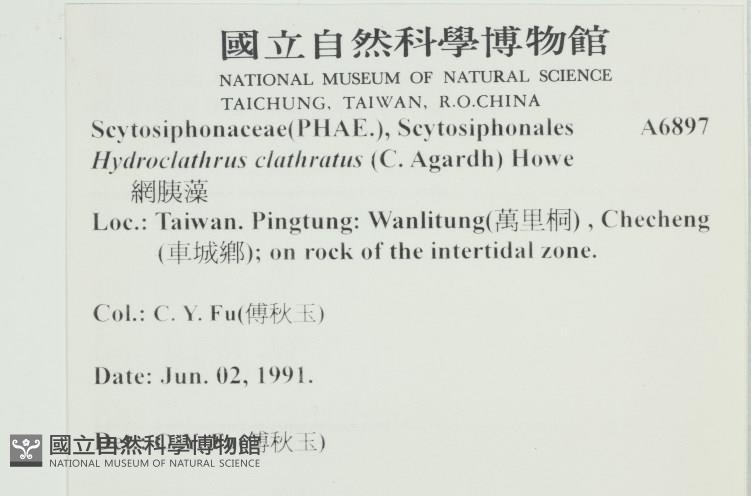 國立自然科學博物館
NATIONAL MUSEUM OF NATURAL SCIENCE
TAICHUNG, TAIWAN, R.O.CHINA
Scytosiphonaceae(PHAE.), Scytosiphonales A6897
Hydroclathrus clathratus (C. Agardh) Howe
網胰藻
Loc.: Taiwan. Pingtung: Wanlitung(萬里桐) , Checheng
(車城鄉); on rock of the intertidal zone.
Col.: C. Y. Fu(傅秋玉)
Date: Jun. 02, 1991.
傅秋玉)
國立自然科學博物館
NATIONAL MUSEUM OF NATURAL SCIENCE